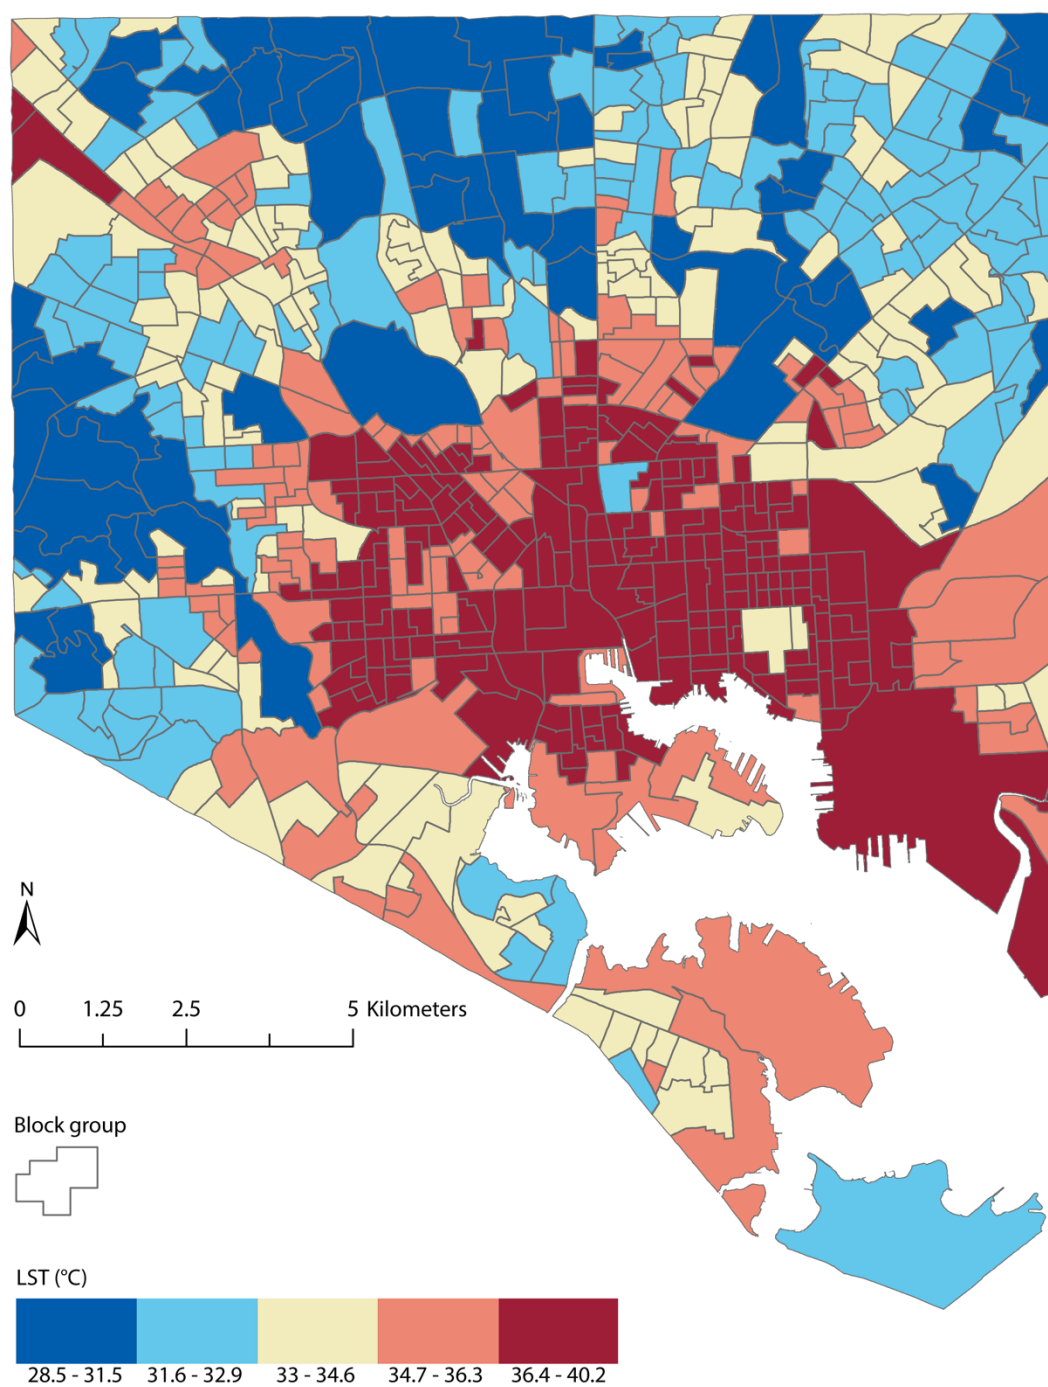 N
0 1.25 2.5 5 Kilometers
Block group
LST (°C)
28.5 - 31.5 31.6 - 32.9 33 - 34.6 34.7 - 36.3 36.4 - 40.2